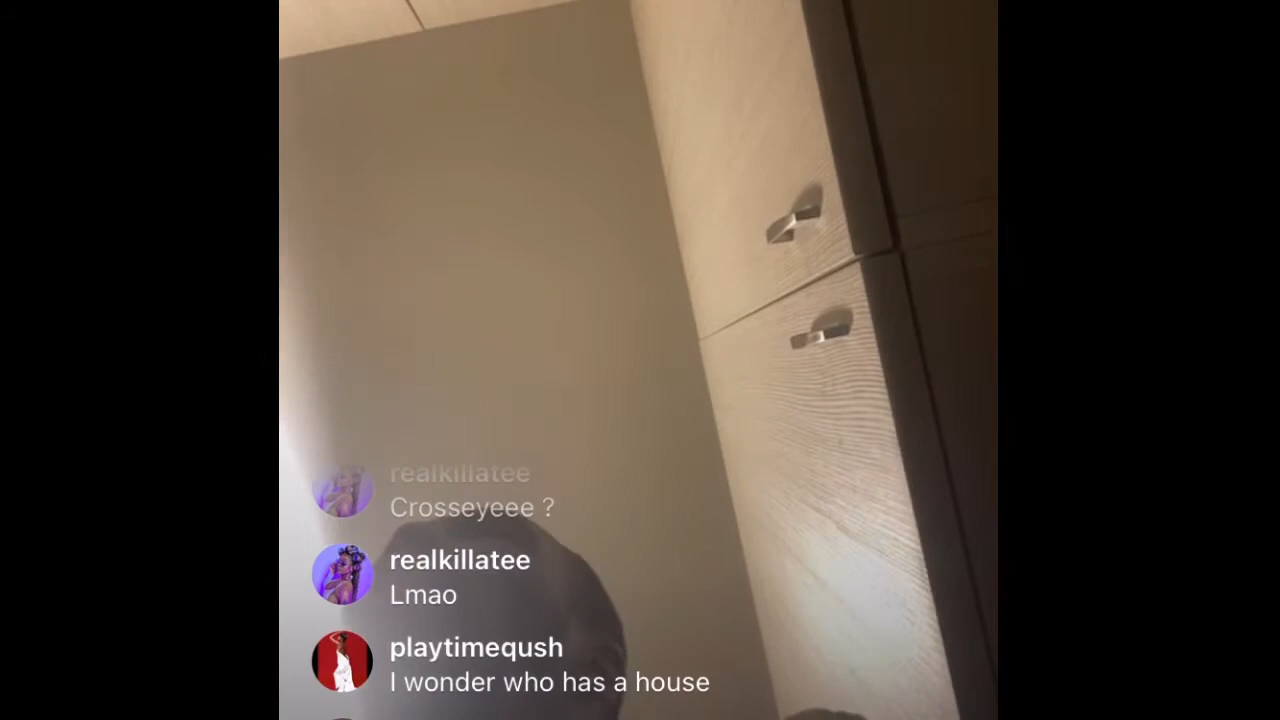 realkillatee
Crosseyeee ?
realkillatee
Lmao
playtimeqush
I wonder who has a house